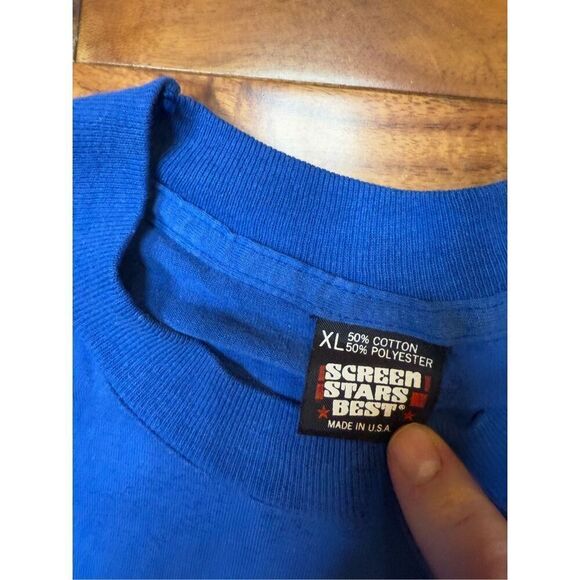 XL 50% COTTON
50% POLYESTER
SCREEN
STARS
BEST®
MADE IN U.S.A.